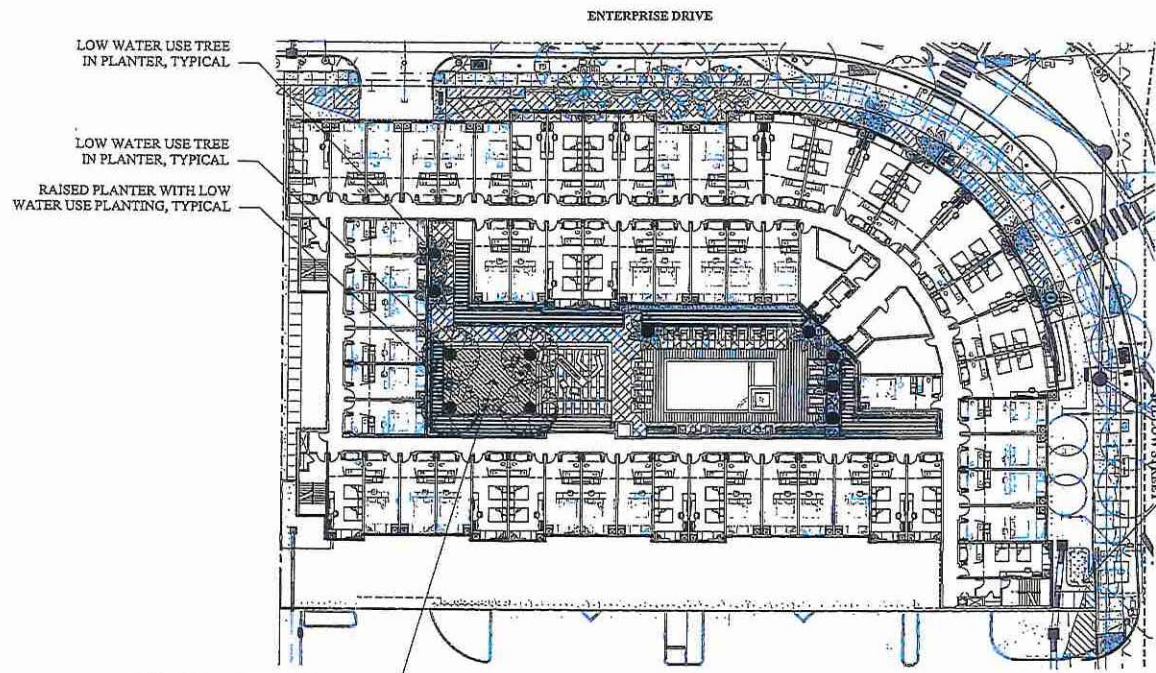 ENTERPRISE DRIVE
LOW WATER USE TREE
IN PLANTER, TYPICAL
LOW WATER USE TREE
IN PLANTER, TYPICAL
RAISED PLANTER WITH LOW
WATER USE PLANTING, TYPICAL